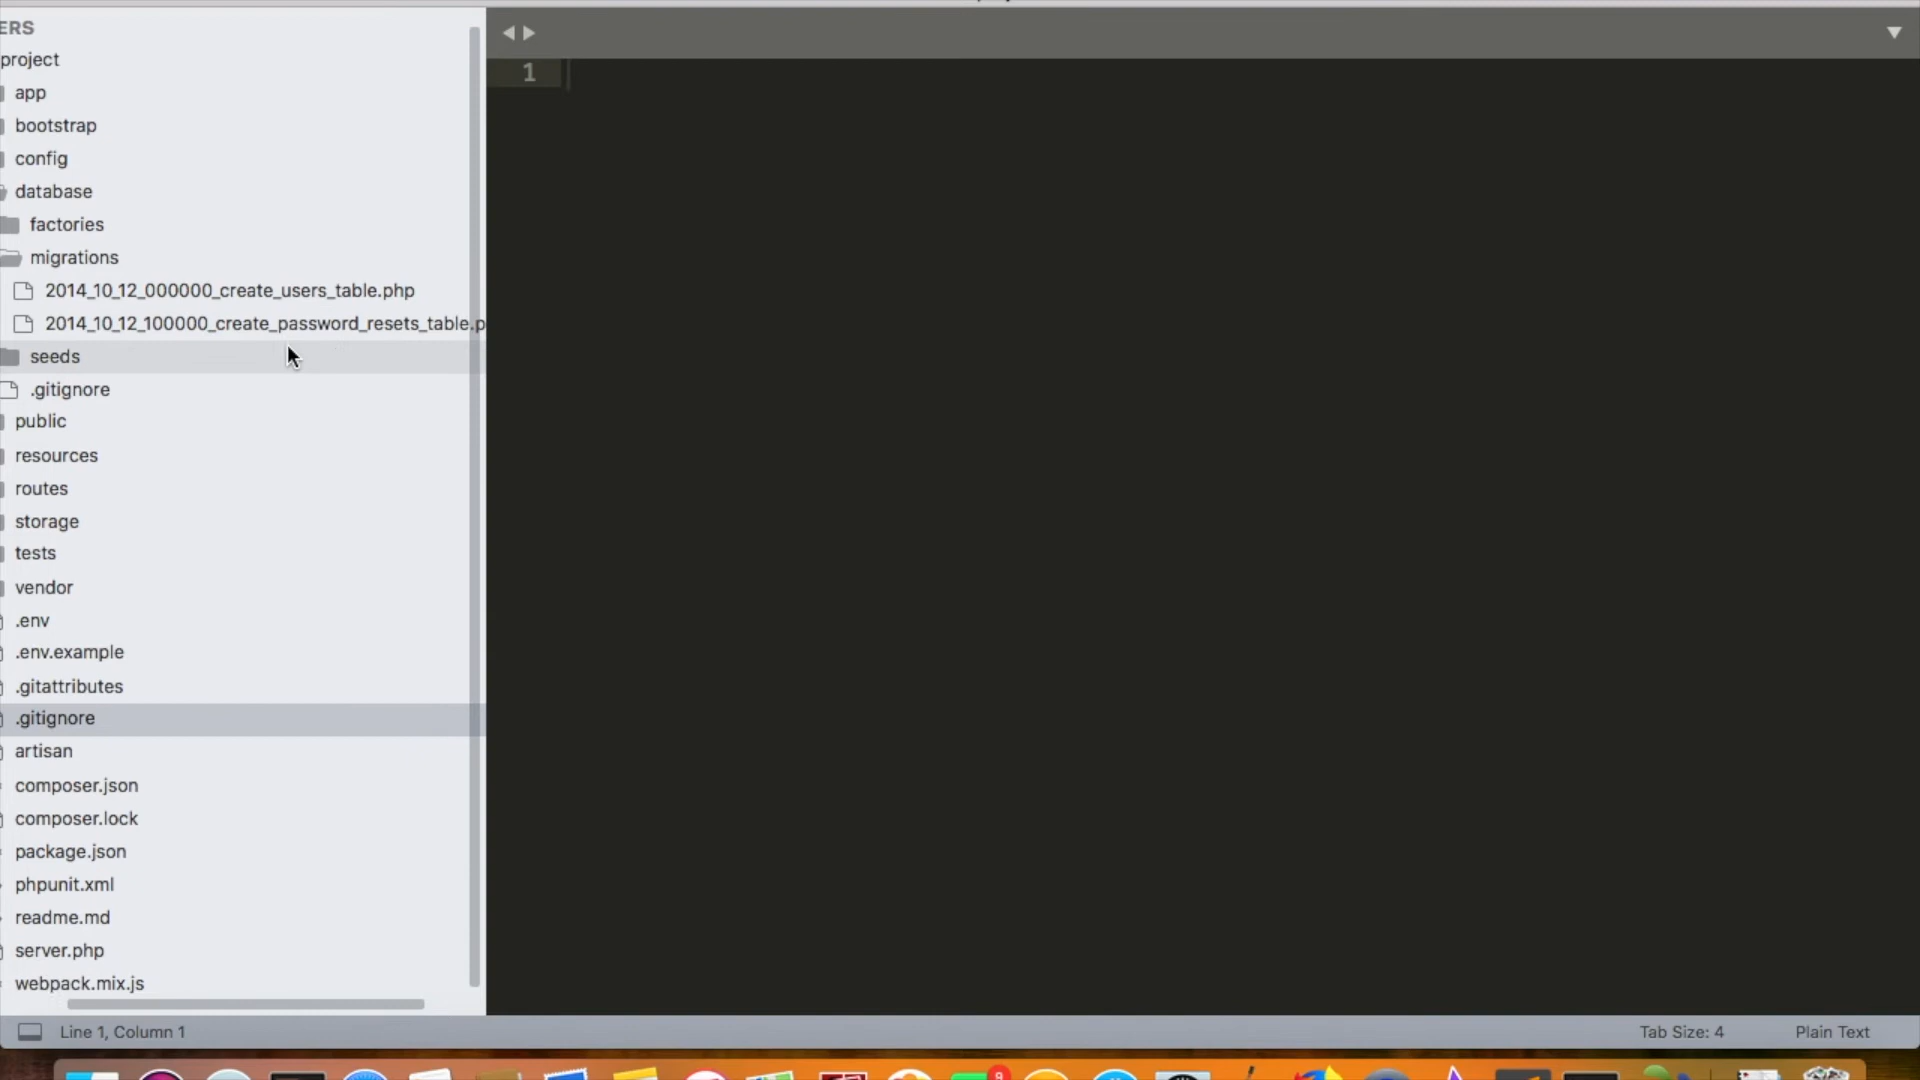 ERS
project
app
bootstrap
config
database
factories
migrations
2014_10_12_000000_create_users_table.php
2014_10_12_100000_create_password_resets_table.p
seeds
.gitignore
public
resources
routes
storage
tests
vendor
.env
.env.example
.gitattributes
.gitignore
artisan
composer.json
composer.lock
package.json
phpunit.xml
readme.md
server.php
webpack.mix.js
1
Line 1, Column 1
Tab Size: 4
Plain Text
9